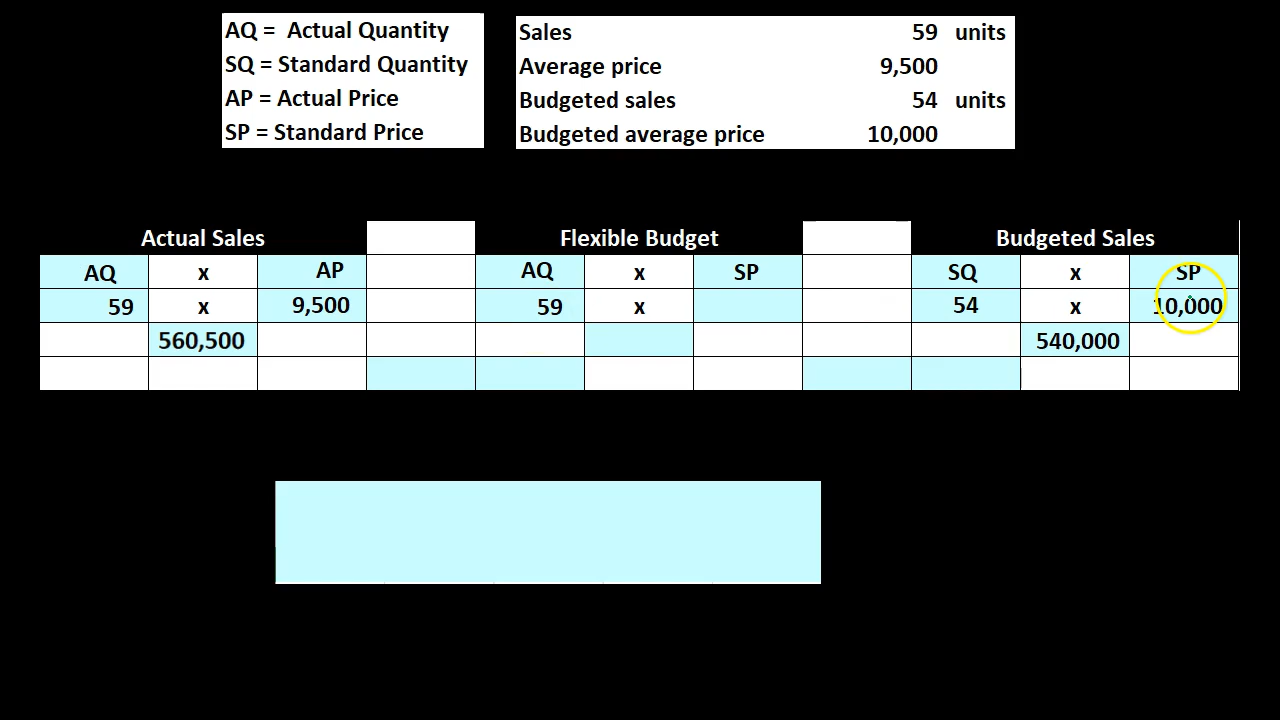 AQ = Actual Quantity
SQ = Standard Quantity
AP = Actual Price
SP = Standard Price
Sales 59 units
Average price 9,500
Budgeted sales 54 units
Budgeted average price 10,000
Actual Sales Flexible Budget Budgeted Sales
AQ x AP AQ x SP SQ x SP
59 x 9,500 59 x 54 x 10,000
560,500 540,000